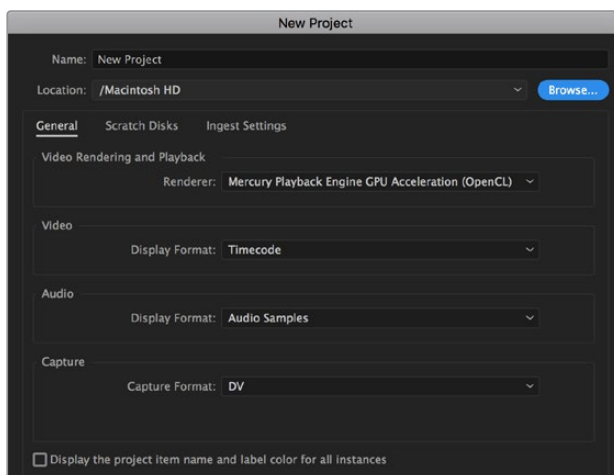 New Project
Name: New Project
Location: /Macintosh HD Browse...
General Scratch Disks Ingest Settings
Video Rendering and Playback
Renderer: Mercury Playback Engine GPU Acceleration (OpenCL)
Video
Display Format: Timecode
Audio
Display Format: Audio Samples
Capture
Capture Format: DV
Display the project item name and label color for all instances